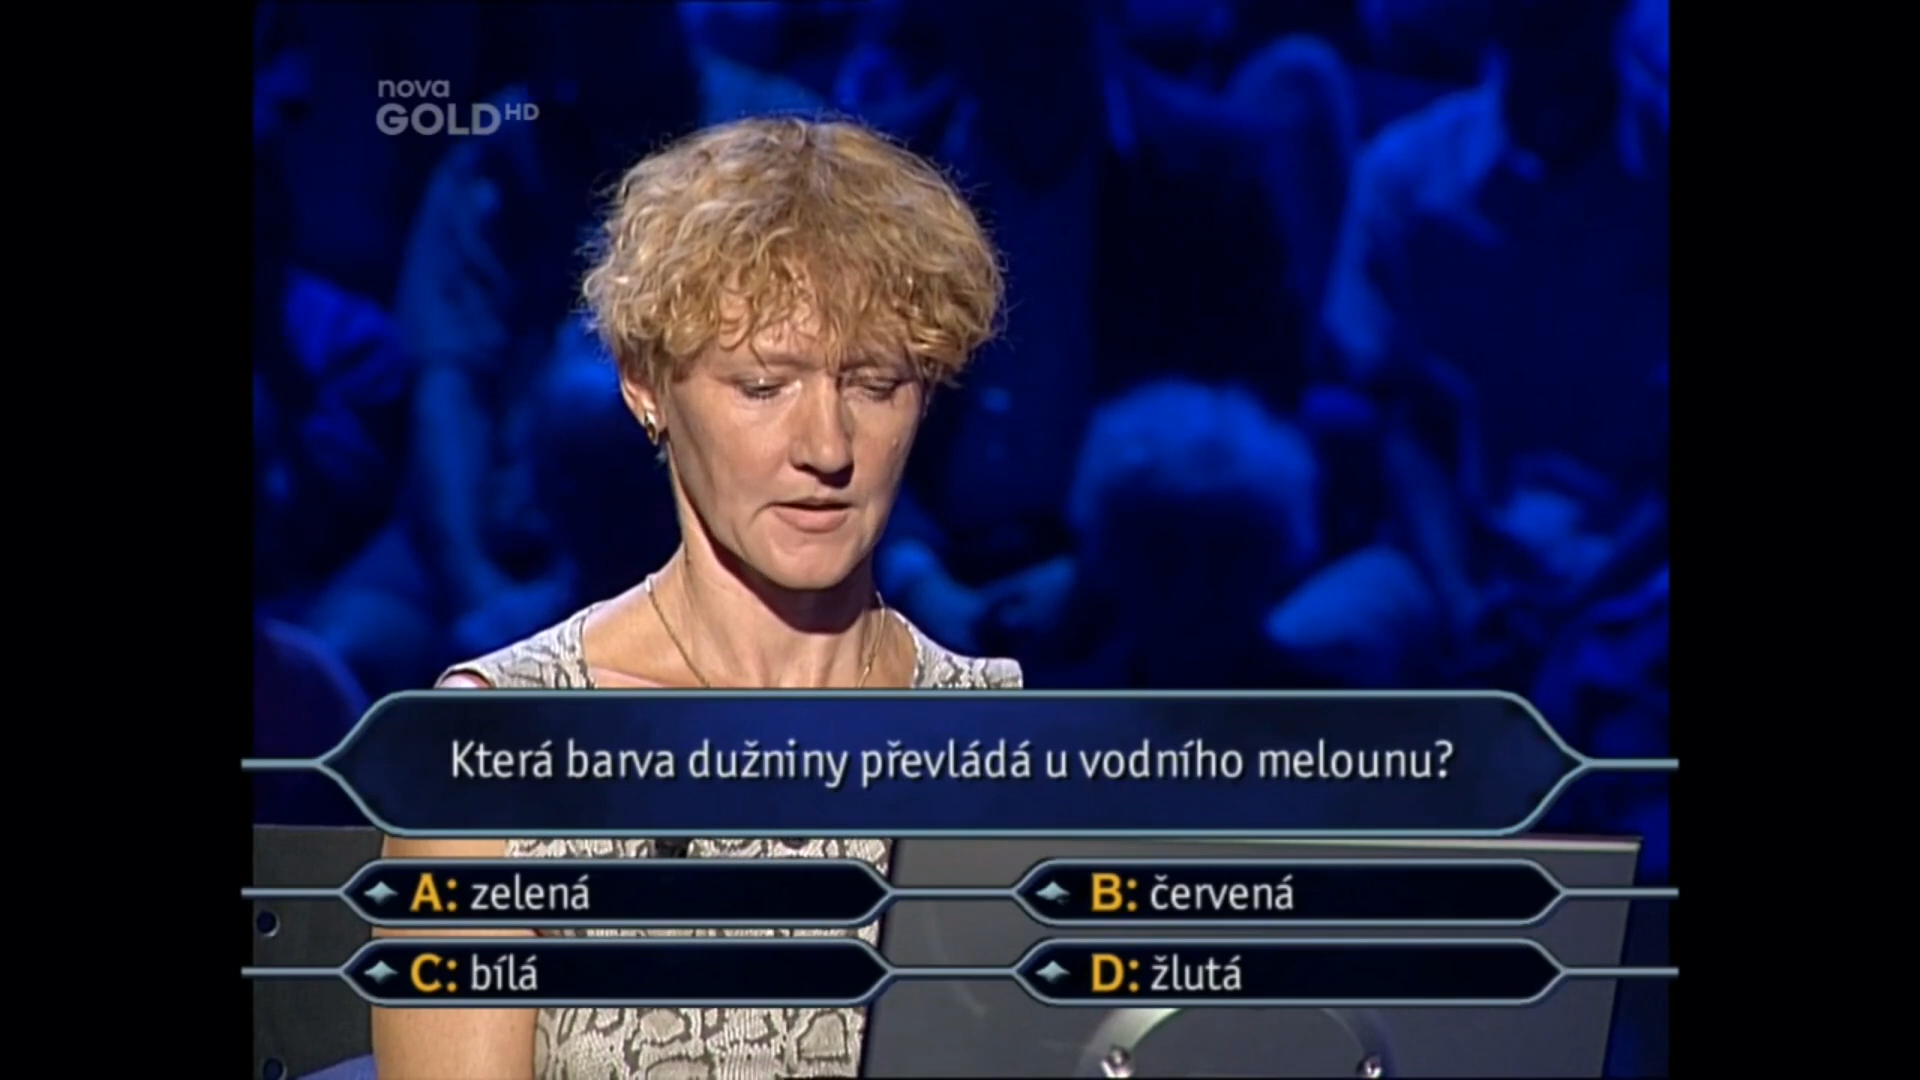 nova
GOLD HD
Která barva dužniny převládá u vodního melounu?
A: zelená
B: červená
C: bílá
D: žlutá